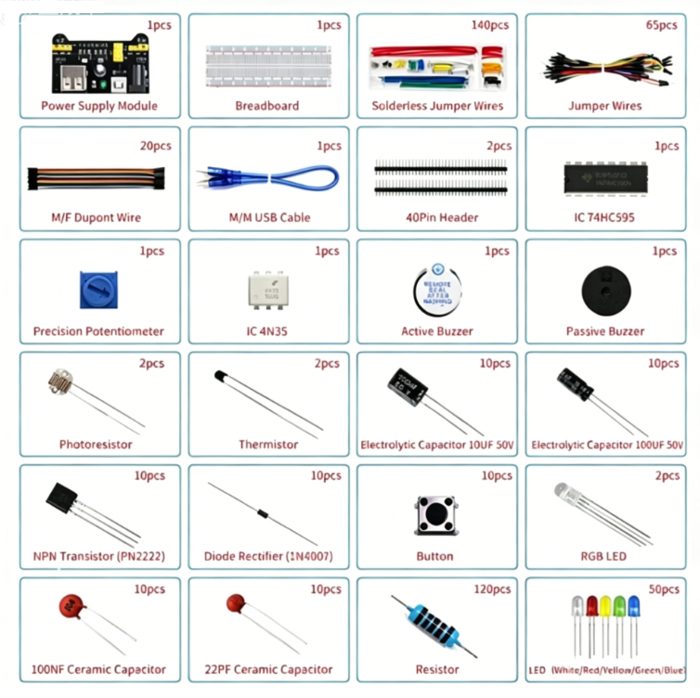 1pcs
Power Supply Module
1pcs
Breadboard
140pcs
Solderless Jumper Wires
65pcs
Jumper Wires
20pcs
M/F Dupont Wire
1pcs
M/M USB Cable
2pcs
40Pin Header
1pcs
IC 74HC595
1pcs
Precision Potentiometer
1pcs
IC 4N35
1pcs
REMOVE
SEAL
AFTER
WASHING
Active Buzzer
1pcs
Passive Buzzer
2pcs
Photoresistor
2pcs
Thermistor
10pcs
Electrolytic Capacitor 10UF 50V
10pcs
Electrolytic Capacitor 100UF 50V
10pcs
NPN Transistor (PN2222)
10pcs
Diode Rectifier (1N4007)
10pcs
Button
2pcs
RGB LED
10pcs
100NF Ceramic Capacitor
10pcs
22PF Ceramic Capacitor
120pcs
Resistor
50pcs
LED (White/Red/Yellow/Green/Blue)